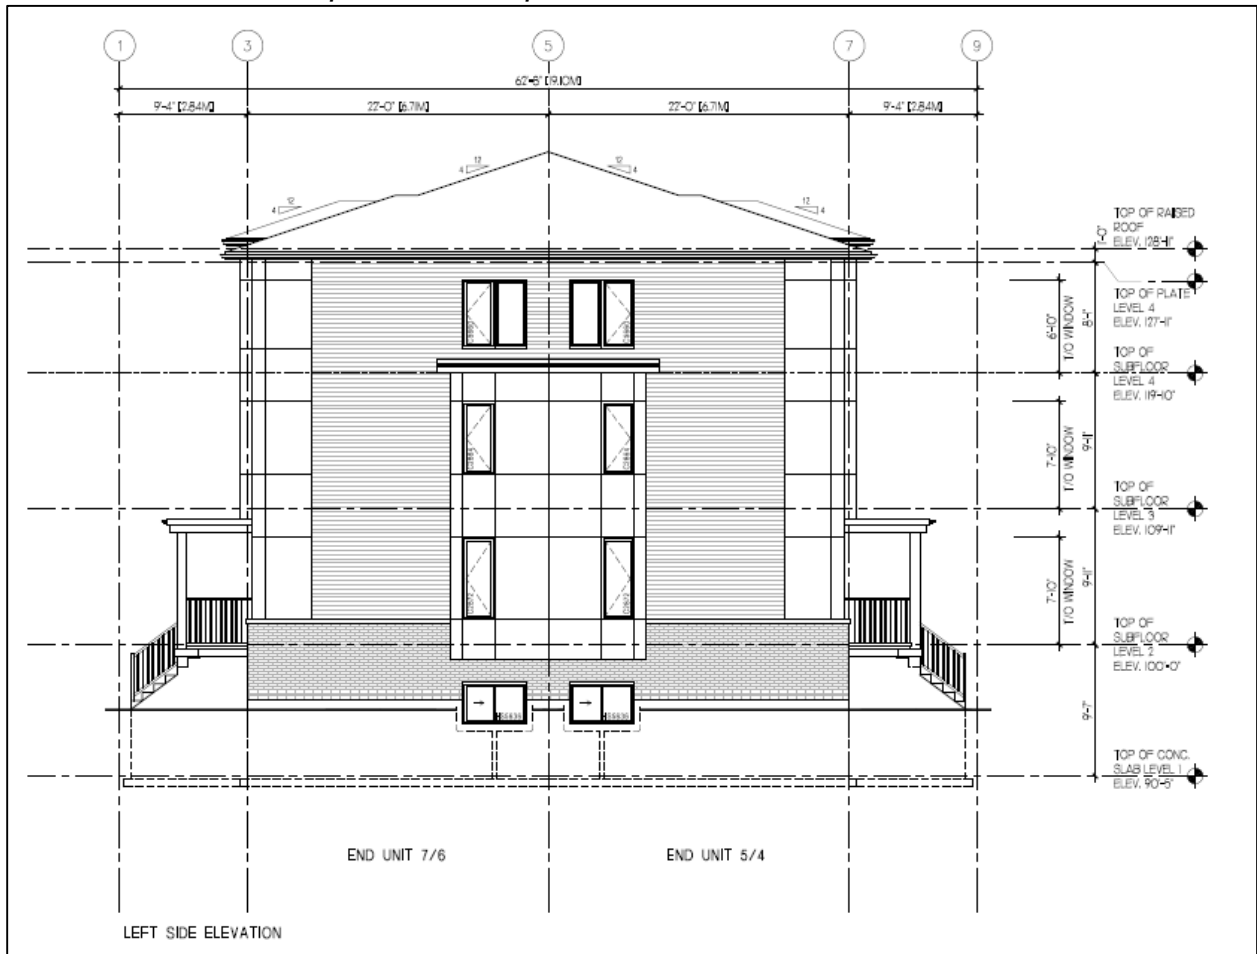 1 3 5 7 9
62'-8" [19.10M]
9'-4" [2.84M] 22'-0" [6.71M] 22'-0" [6.71M] 9'-4" [2.84M]
12 12
4 4
12 12
4 4
TOP OF RAISED
ROOF
ELEV. 128'-11"
1'-0"
TOP OF PLATE
LEVEL 4
ELEV. 127'-11"
6'-10"
T/O WINDOW
8'-1"
TOP OF
SUBFLOOR
LEVEL 4
ELEV. 119'-10"
7'-10"
T/O WINDOW
9'-11"
TOP OF
SUBFLOOR
LEVEL 3
ELEV. 109'-11"
7'-10"
T/O WINDOW
9'-11"
TOP OF
SUBFLOOR
LEVEL 2
ELEV. 100'-0"
9'-7"
TOP OF CONC.
SLAB LEVEL 1
ELEV. 90'-5"
END UNIT 7/6 END UNIT 5/4
LEFT SIDE ELEVATION